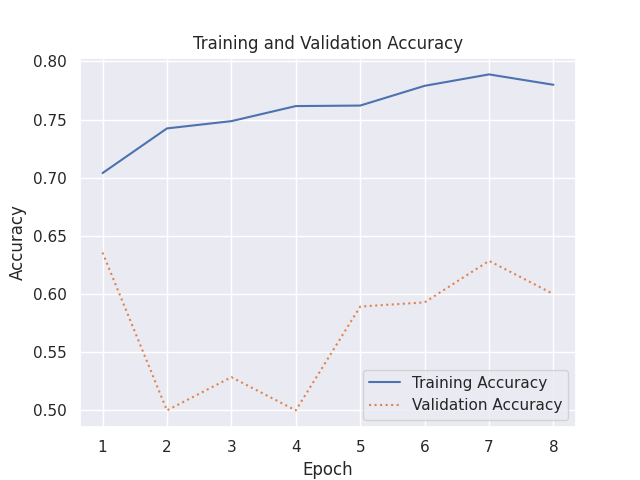 Training and Validation Accuracy
Accuracy
0.80
0.75
0.70
0.65
0.60
0.55
0.50
Training Accuracy
Validation Accuracy
1 2 3 4 5 6 7 8
Epoch